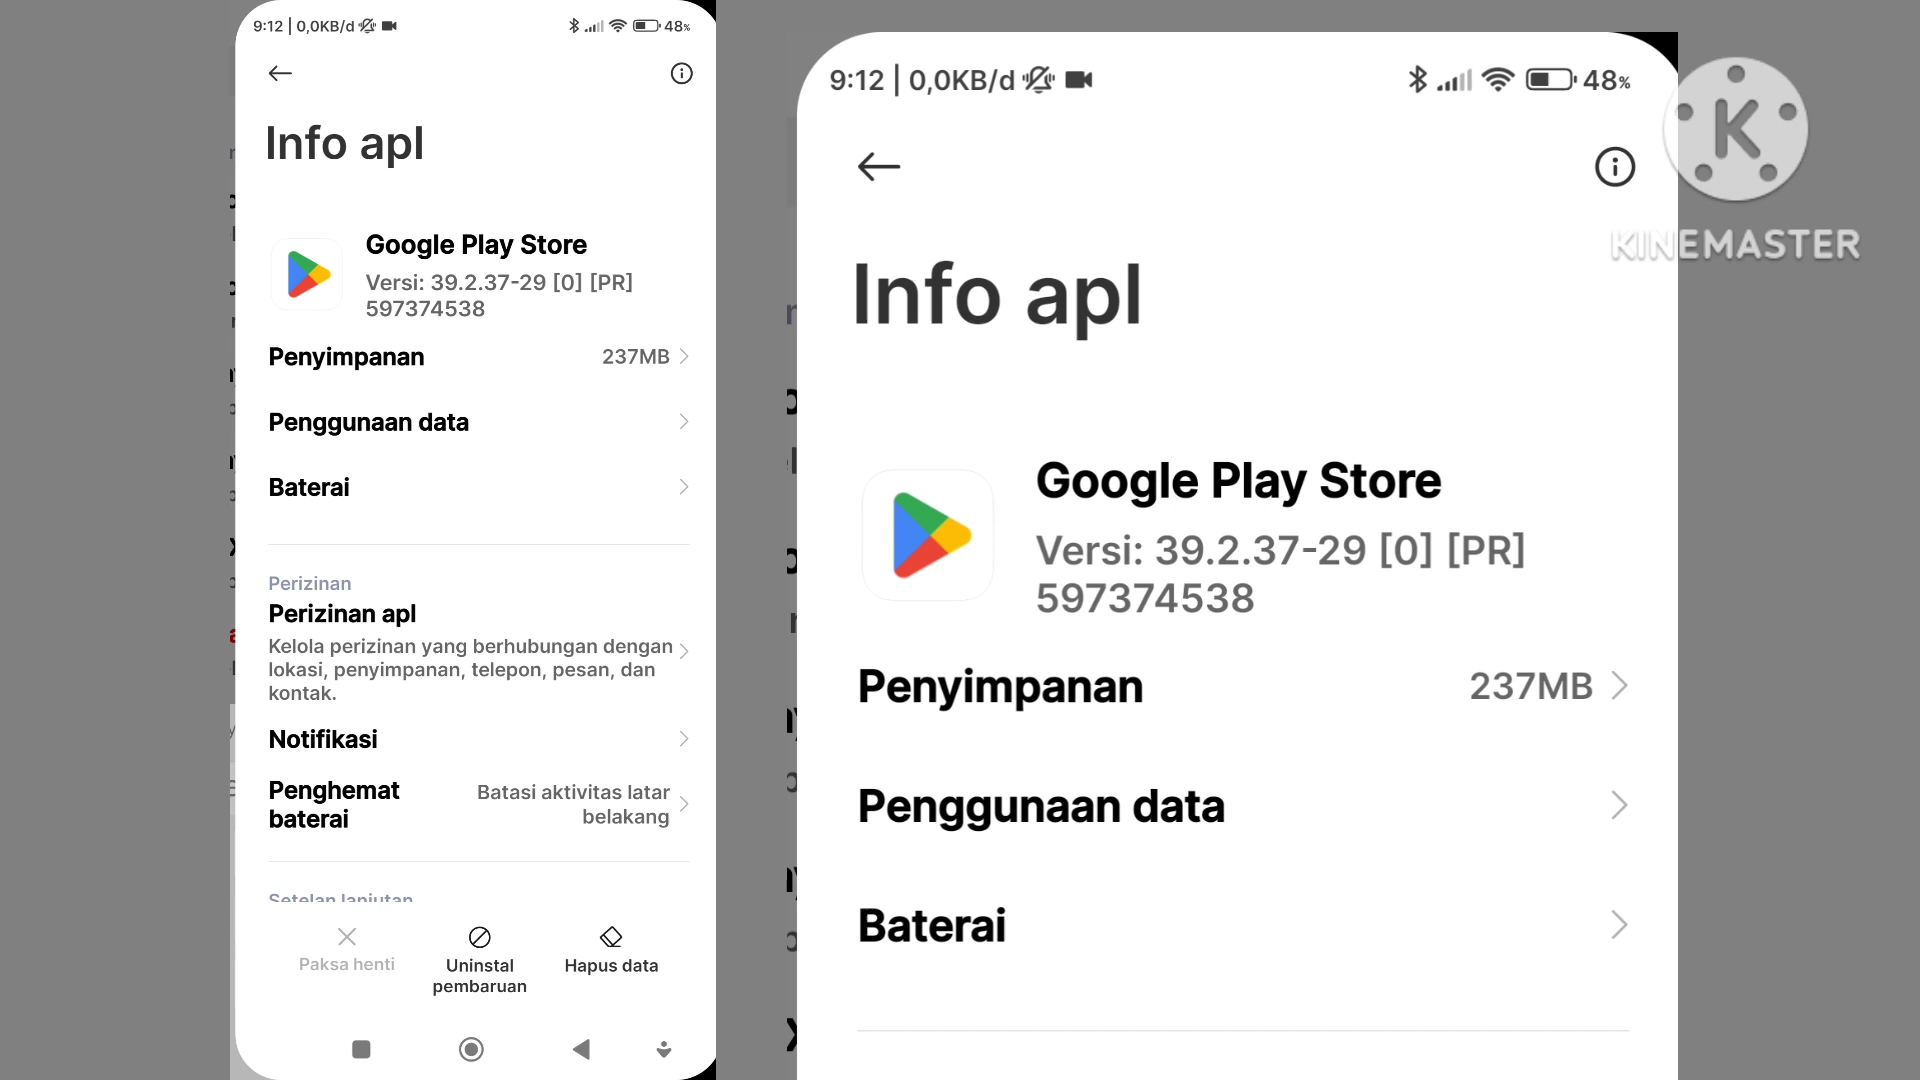 9:12 | 0,0KB/d
48%
Info apl
Google Play Store
Versi: 39.2.37-29 [0] [PR]
597374538
Penyimpanan 237MB
Penggunaan data
Baterai
Perizinan
Perizinan apl
Kelola perizinan yang berhubungan dengan
lokasi, penyimpanan, telepon, pesan, dan
kontak.
Notifikasi
Penghemat
baterai
Batasi aktivitas latar
belakang
Setelan lanjutan
Paksa henti
Uninstal
pembaruan
Hapus data
9:12 | 0,0KB/d
48%
Info apl
Google Play Store
Versi: 39.2.37-29 [0] [PR]
597374538
Penyimpanan 237MB
Penggunaan data
Baterai
K
KINEMASTER